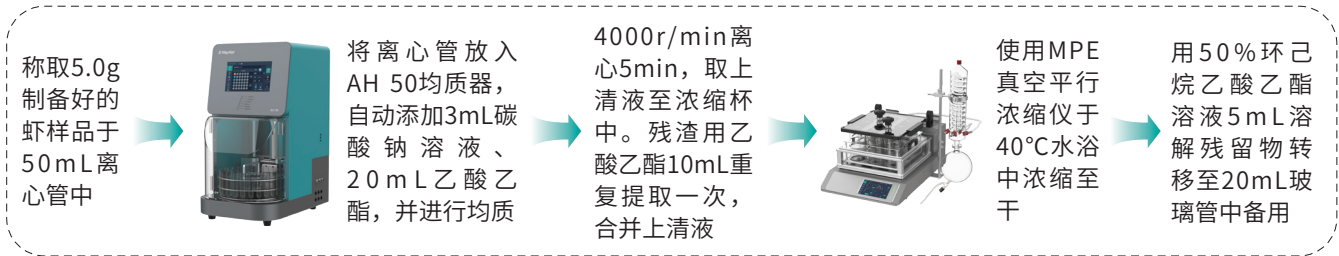 称取5.0g
制备好的
虾样品于
50mL离
心管中
将离心管放入
AH 50均质器，
自动添加3mL碳
酸钠溶液、
20mL乙酸乙
酯，并进行均质
4000r/min离
心5min，取上
清液至浓缩杯
中。残渣用乙
酸乙酯10mL重
复提取一次，
合并上清液
使用MPE
真空平行
浓缩仪于
40℃水浴
中浓缩至
干
用50%环己
烷乙酸乙酯
溶液5mL溶
解残留物转
移至20mL玻
璃管中备用